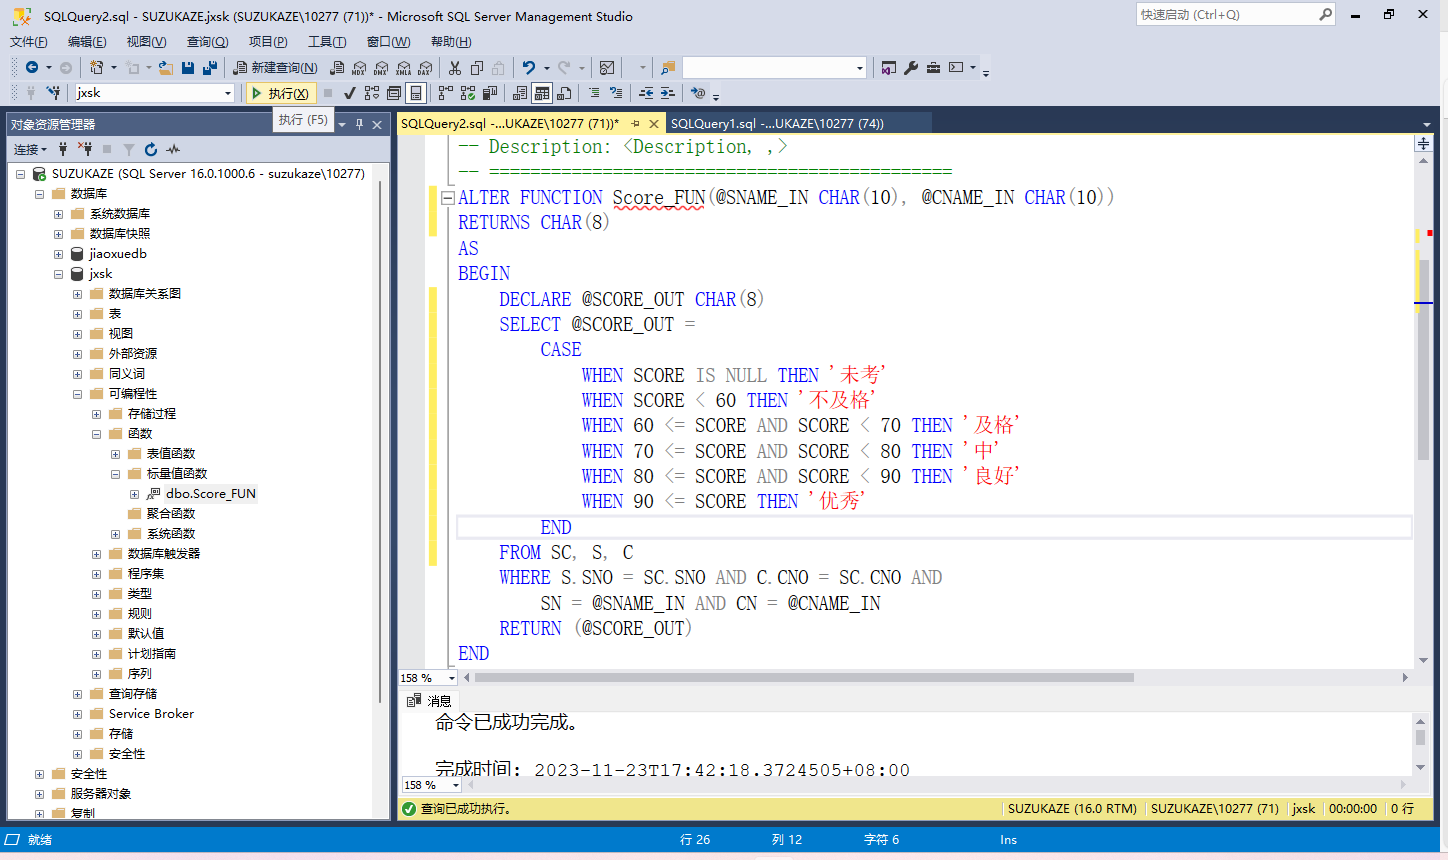 SQLQuery2.sql - SUZUKAZE.jxsk (SUZUKAZE\10277 (71))* - Microsoft SQL Server Management Studio
快速启动 (Ctrl+Q)
文件(F) 编辑(E) 视图(V) 查询(Q) 项目(P) 工具(T) 窗口(W) 帮助(H)
新建查询(N) MDX DMX XMLA DAX
jxsk 执行(X)
执行 (F5)
对象资源管理器
连接
SUZUKAZE (SQL Server 16.0.1000.6 - suzukaze\10277)
数据库
系统数据库
数据库快照
jiaoxuedb
jxsk
数据库关系图
表
视图
外部资源
同义词
可编程性
存储过程
函数
表值函数
标量值函数
dbo.Score_FUN
聚合函数
系统函数
数据库触发器
程序集
类型
规则
默认值
计划指南
序列
查询存储
Service Broker
存储
安全性
安全性
服务器对象
复制
SQLQuery2.sql -...UKAZE\10277 (71))* SQLQuery1.sql -...UKAZE\10277 (74))
-- Description: <Description, ,>
-- =============================================
ALTER FUNCTION Score_FUN(@SNAME_IN CHAR(10), @CNAME_IN CHAR(10))
RETURNS CHAR(8)
AS
BEGIN
DECLARE @SCORE_OUT CHAR(8)
SELECT @SCORE_OUT =
CASE
WHEN SCORE IS NULL THEN '未考'
WHEN SCORE < 60 THEN '不及格'
WHEN 60 <= SCORE AND SCORE < 70 THEN '及格'
WHEN 70 <= SCORE AND SCORE < 80 THEN '中'
WHEN 80 <= SCORE AND SCORE < 90 THEN '良好'
WHEN 90 <= SCORE THEN '优秀'
END
FROM SC, S, C
WHERE S.SNO = SC.SNO AND C.CNO = SC.CNO AND
SN = @SNAME_IN AND CN = @CNAME_IN
RETURN (@SCORE_OUT)
END
158 %
消息
命令已成功完成。
完成时间: 2023-11-23T17:42:18.3724505+08:00
158 %
查询已成功执行。 SUZUKAZE (16.0 RTM) SUZUKAZE\10277 (71) jxsk 00:00:00 0 行
就绪 行 26 列 12 字符 6 Ins